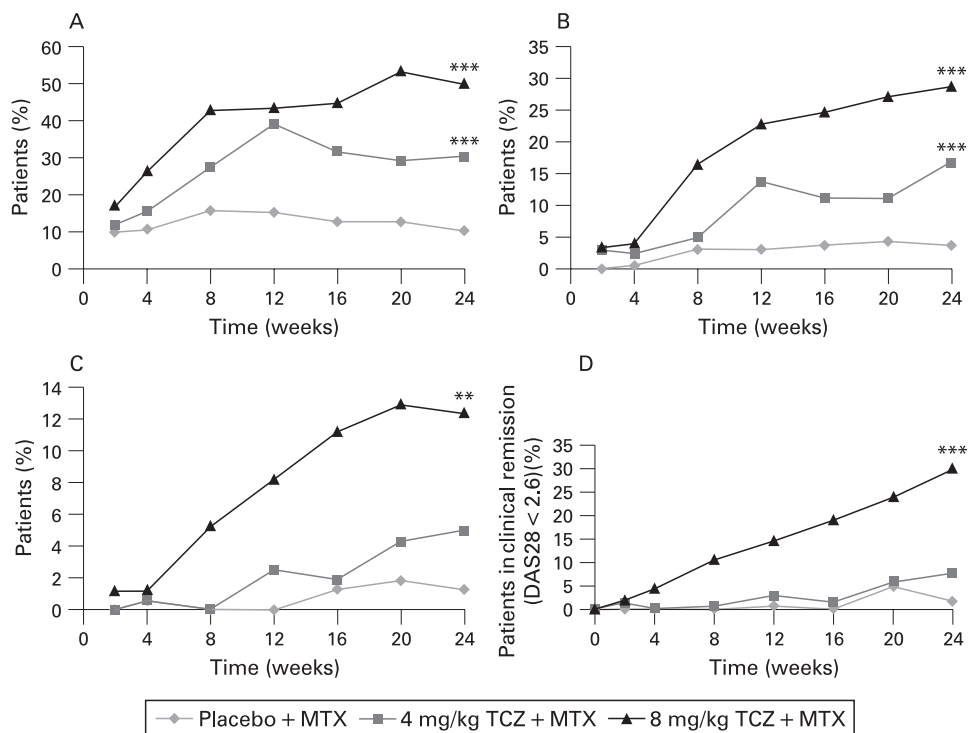 A
Patients (%)
60
50
40
30
20
10
0
0 4 8 12 16 20 24
Time (weeks)
***
***
B
Patients (%)
35
30
25
20
15
10
5
0
0 4 8 12 16 20 24
Time (weeks)
***
***
C
Patients (%)
14
12
10
8
6
4
2
0
0 4 8 12 16 20 24
Time (weeks)
**
D
Patients in clinical remission
(DAS28 < 2.6)(%)
35
30
25
20
15
10
5
0
0 4 8 12 16 20 24
Time (weeks)
***
Placebo + MTX 4 mg/kg TCZ + MTX 8 mg/kg TCZ + MTX